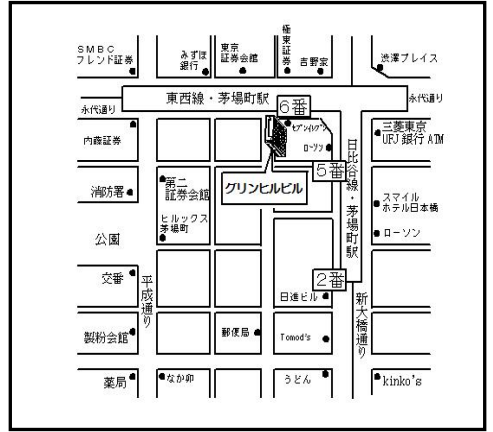 SMBC
フレンド証券
みずほ
銀行
東京
証券会館
極東証券
吉野家
渋澤プレイス
永代通り
東西線・茅場町駅
6番
永代通り
内藤証券
セブンイレブン
ローソン
三菱東京
UFJ銀行 ATM
日比谷線・茅場町駅
5番
消防署
第二
証券会館
グリンヒルビル
スマイル
ホテル日本橋
ヒルックス
茅場町
ローソン
公園
交番
平成通り
2番
日進ビル
新大橋通り
製粉会館
郵便局
Tomod's
薬局
なか卯
うどん
kinko's